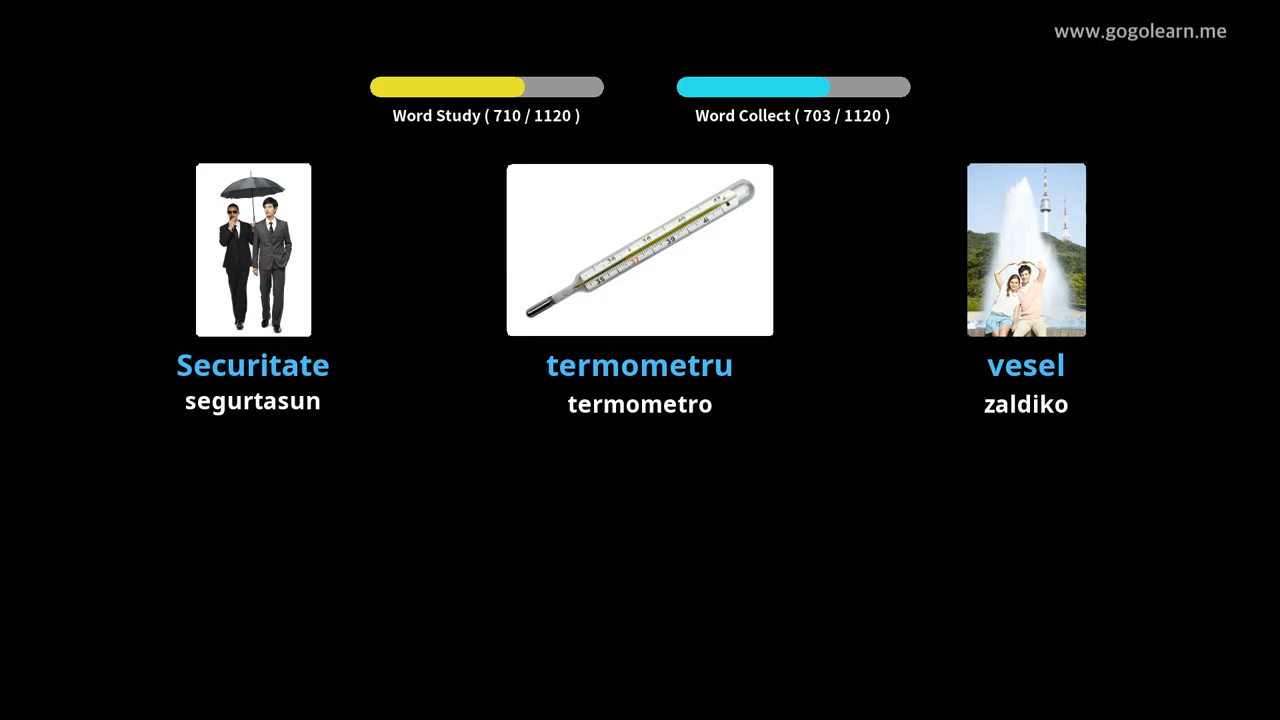 www.gogolearn.me
Word Study ( 710 / 1120 )
Word Collect ( 703 / 1120 )
Securitate
segurtasun
termometru
termometro
vesel
zaldiko